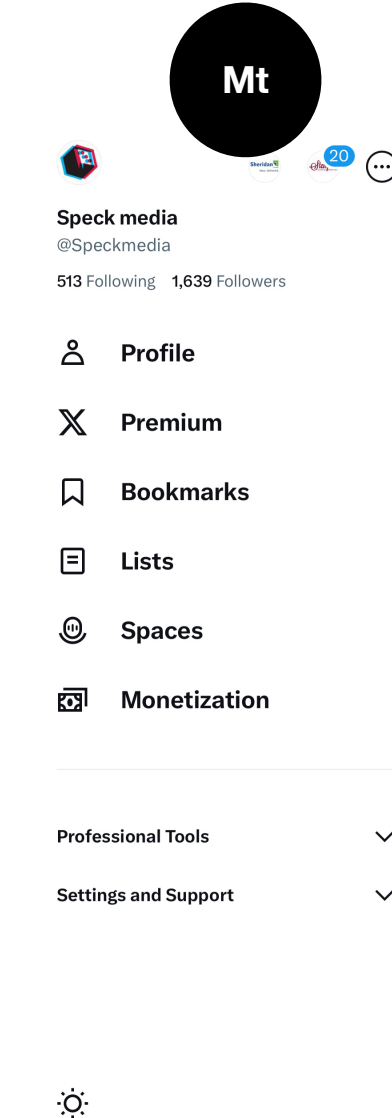 Mt
Sheridan
20
Speck media
@Speckmedia
513 Following 1,639 Followers
Profile
Premium
Bookmarks
Lists
Spaces
Monetization
Professional Tools
Settings and Support